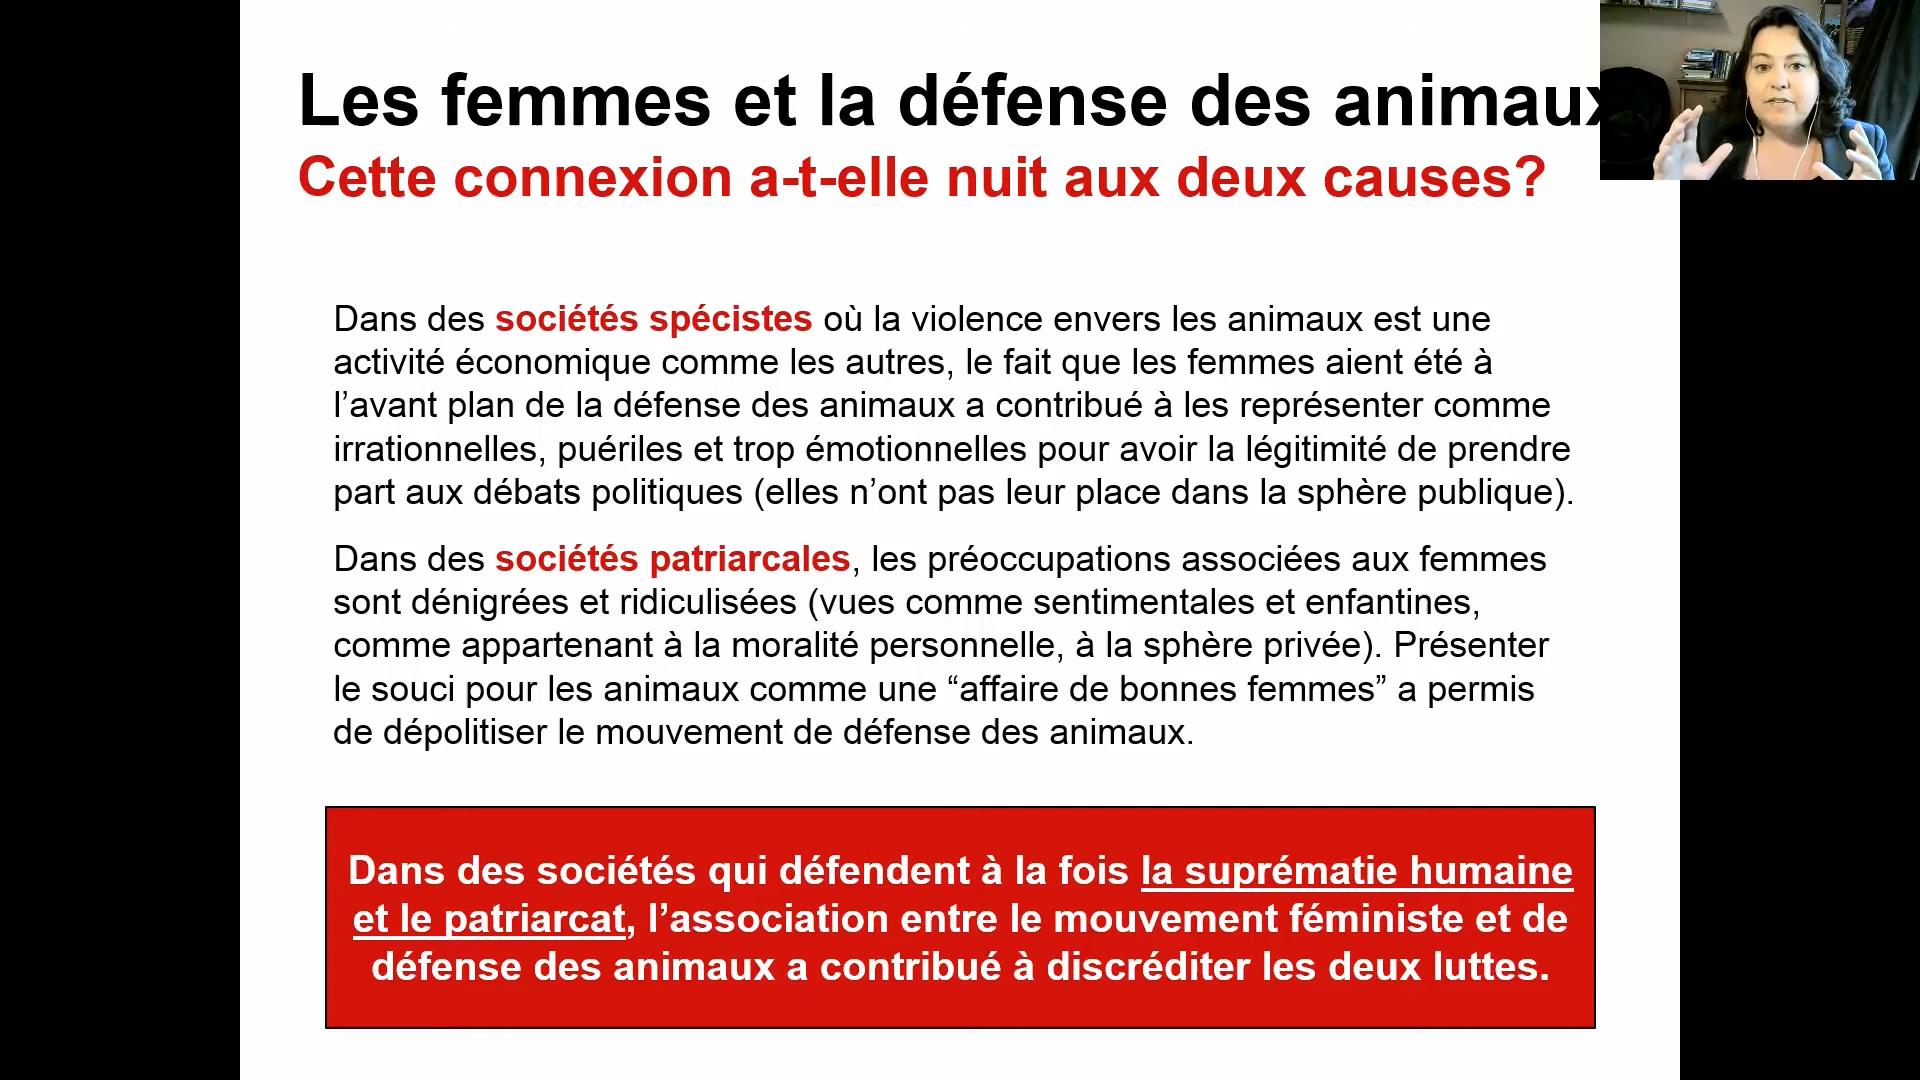 Les femmes et la défense des animaux
Cette connexion a-t-elle nuit aux deux causes?
Dans des sociétés spécistes où la violence envers les animaux est une
activité économique comme les autres, le fait que les femmes aient été à
l’avant plan de la défense des animaux a contribué à les représenter comme
irrationnelles, puériles et trop émotionnelles pour avoir la légitimité de prendre
part aux débats politiques (elles n’ont pas leur place dans la sphère publique).
Dans des sociétés patriarcales, les préoccupations associées aux femmes
sont dénigrées et ridiculisées (vues comme sentimentales et enfantines,
comme appartenant à la moralité personnelle, à la sphère privée). Présenter
le souci pour les animaux comme une “affaire de bonnes femmes” a permis
de dépolitiser le mouvement de défense des animaux.
Dans des sociétés qui défendent à la fois la suprématie humaine
et le patriarcat, l’association entre le mouvement féministe et de
défense des animaux a contribué à discréditer les deux luttes.